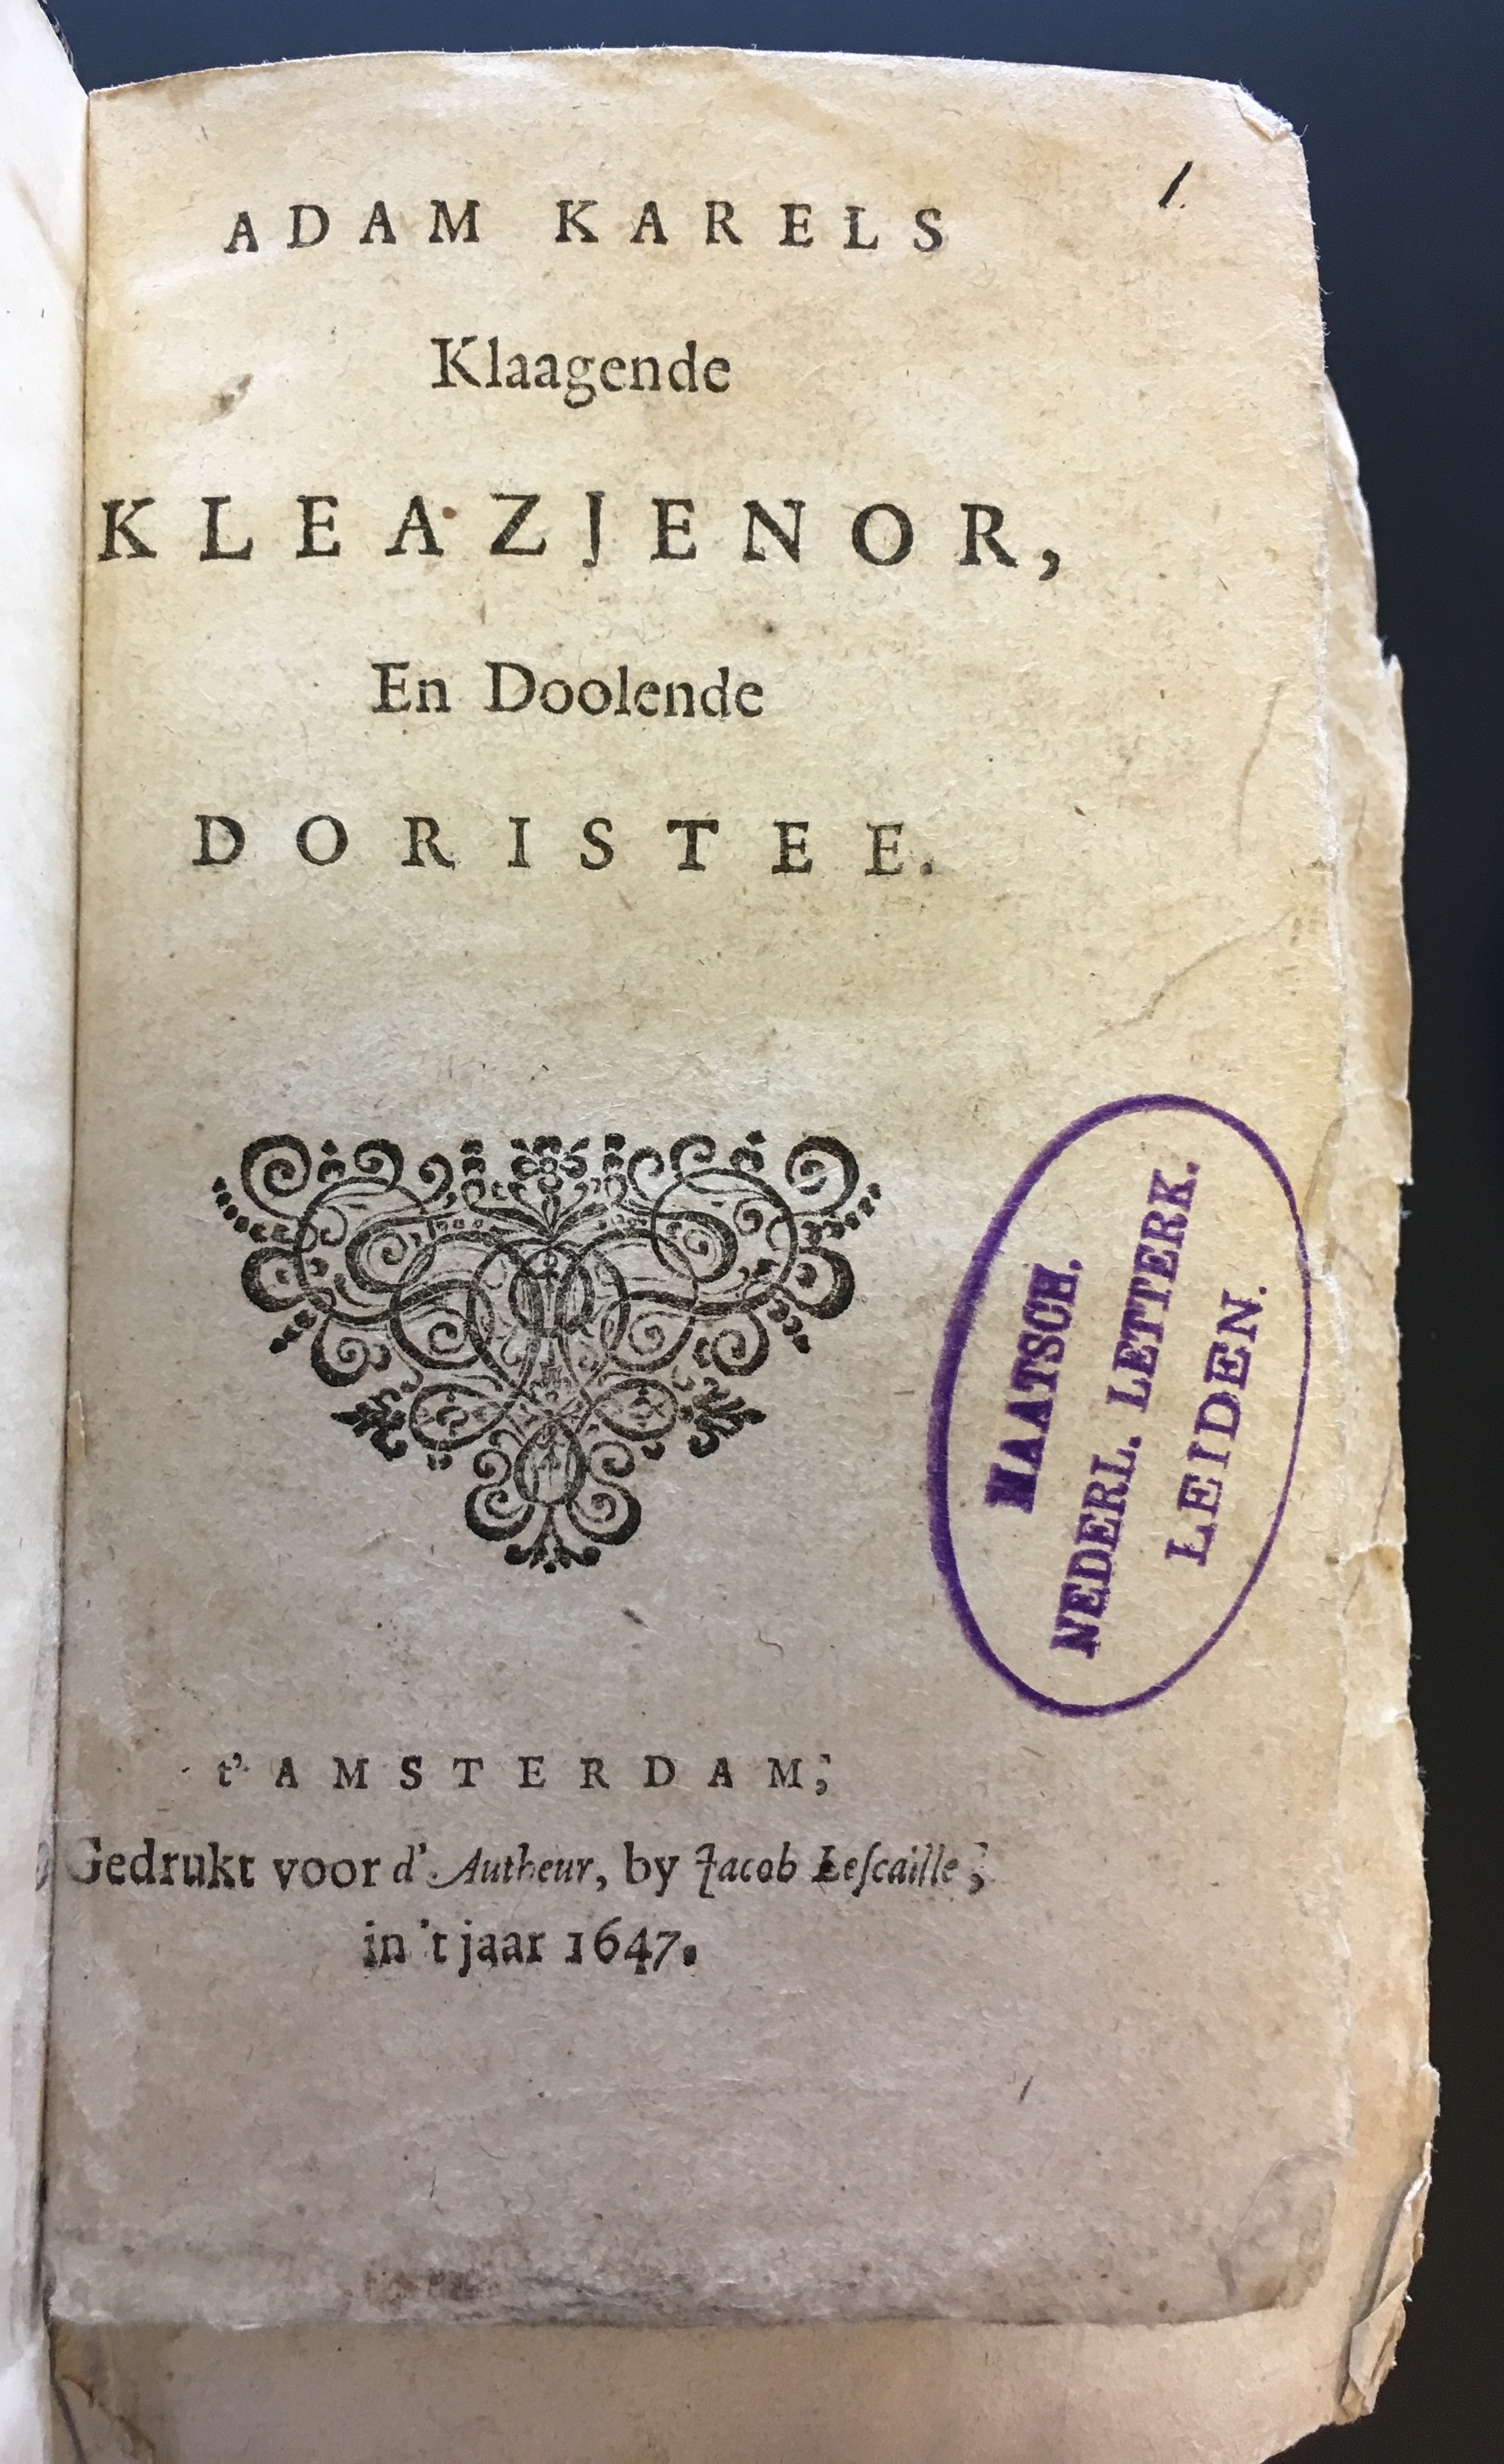 1.
ADAM KARELS
Klaagende
KLEAZJENOR,
En Doolende
DORISTEE.
MAATSCH.
NEDERL. LETTERK.
LEIDEN.
t' AMSTERDAM;
Gedrukt voor d' Autheur, by Jacob Leſcaille;
in 't jaar 1647.